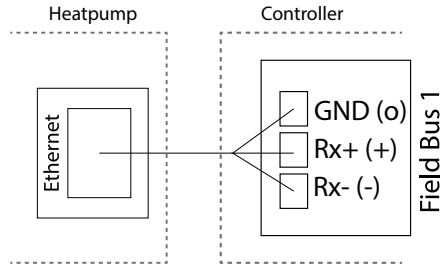 Heatpump
Controller
Ethernet
GND (o)
Rx+ (+)
Rx- (-)
Field Bus 1